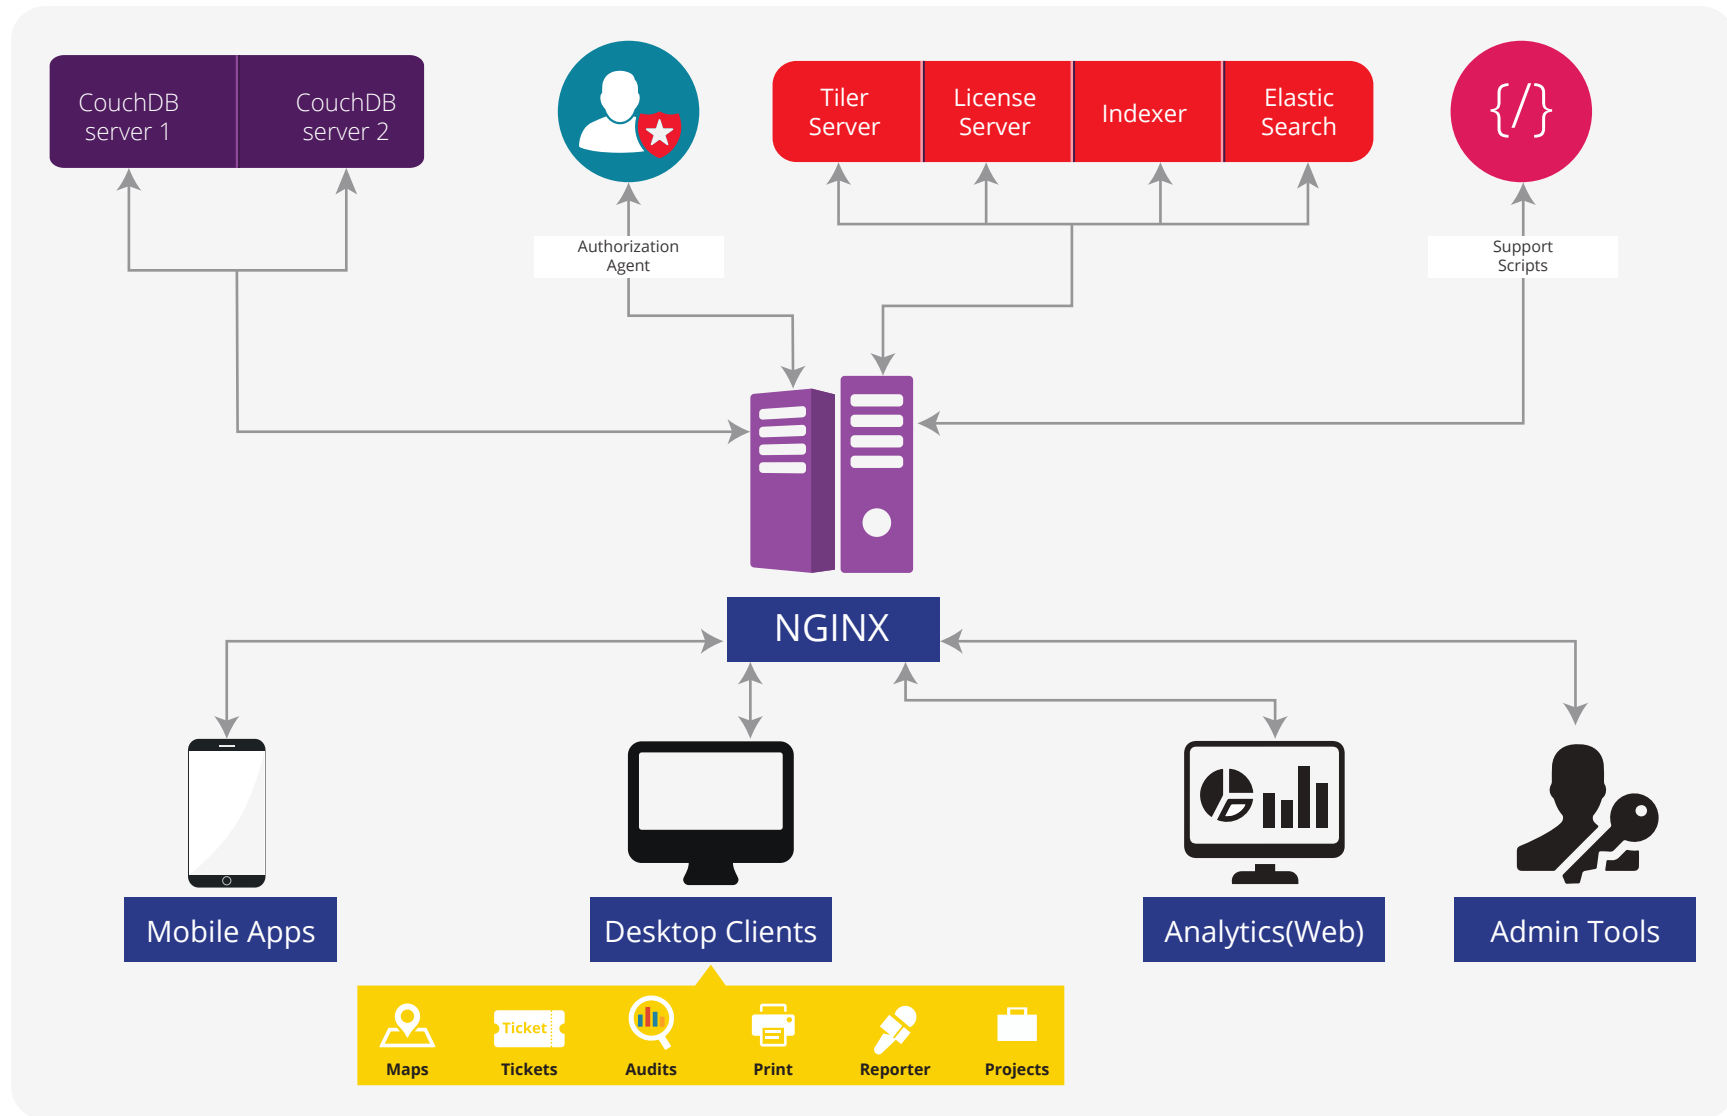 CouchDB
server 1
CouchDB
server 2
Tiler
Server
License
Server
Indexer
Elastic
Search
{/}
Authorization
Agent
Support
Scripts
NGINX
Mobile Apps
Desktop Clients
Analytics(Web)
Admin Tools
Ticket
Maps
Tickets
Audits
Print
Reporter
Projects